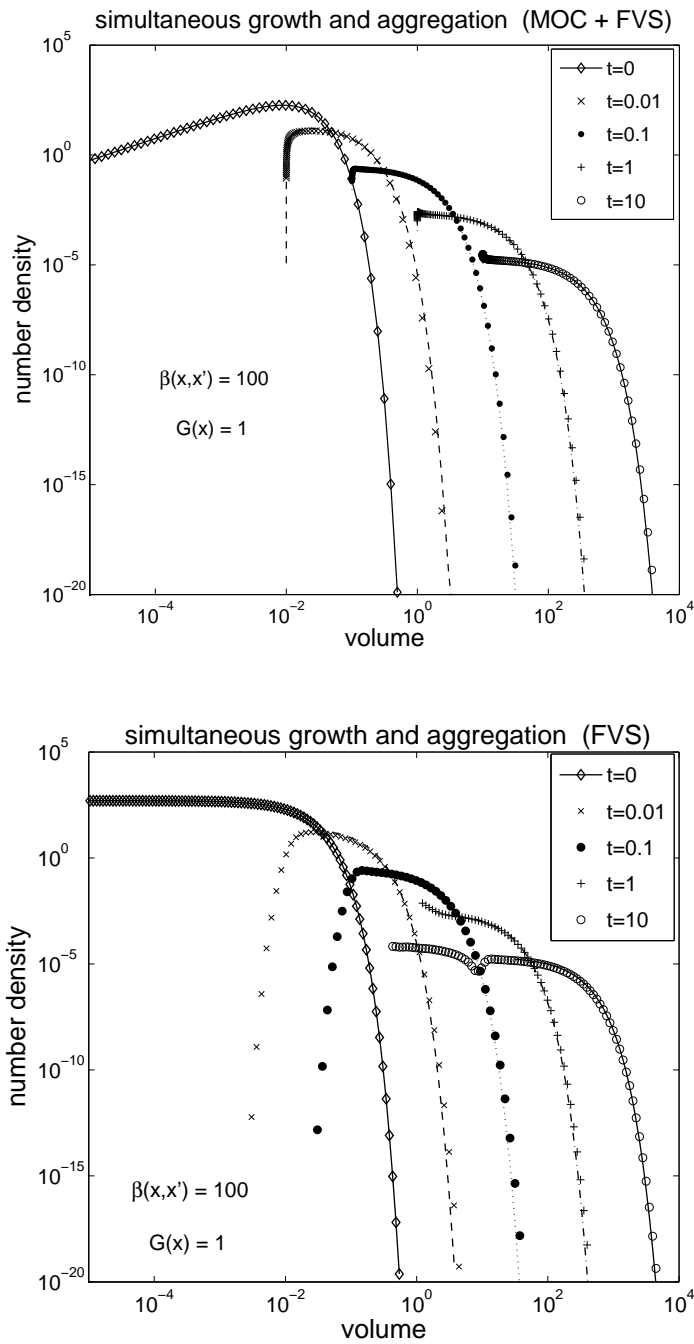 simultaneous growth and aggregation (MOC + FVS)
10^5
10^0
10^-5
10^-10
10^-15
10^-20
number density
t=0
t=0.01
t=0.1
t=1
t=10
β(x,x') = 100
G(x) = 1
10^-4
10^-2
10^0
10^2
10^4
volume
simultaneous growth and aggregation (FVS)
10^5
10^0
10^-5
10^-10
10^-15
10^-20
number density
t=0
t=0.01
t=0.1
t=1
t=10
β(x,x') = 100
G(x) = 1
10^-4
10^-2
10^0
10^2
10^4
volume